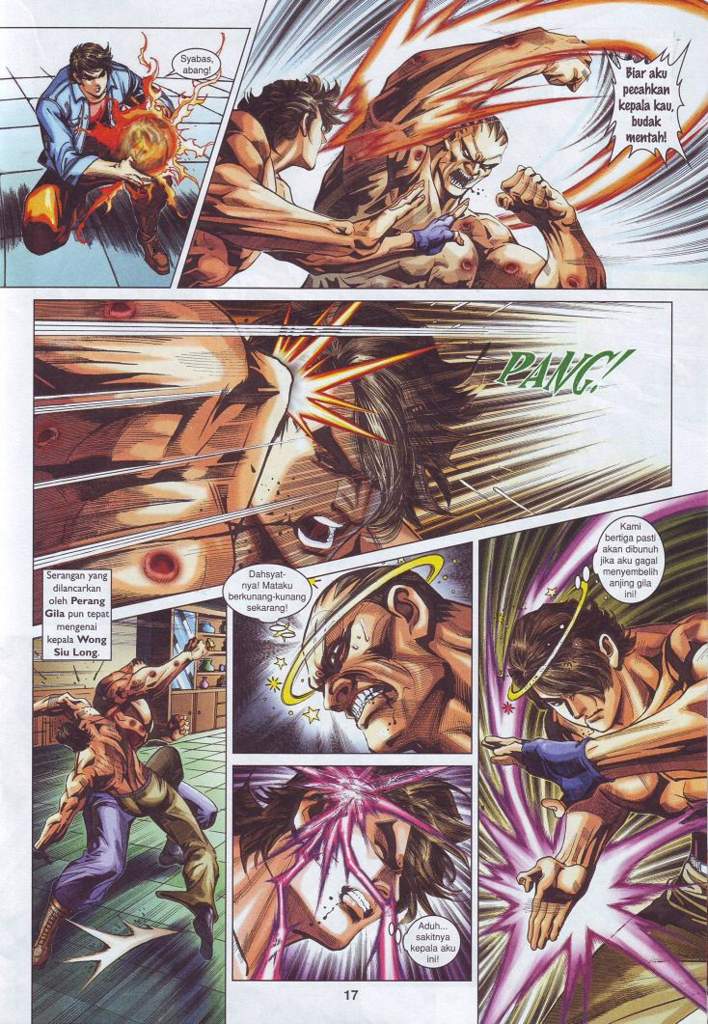 Syabas,
abang!
Biar aku
pecahkan
kepala kau,
budak
mentah!
PANG!
Serangan yang
dilancarkan
oleh Perang
Gila pun tepat
mengenai
kepala Wong
Siu Long.
Dahsyat-
nya! Mataku
berkunang-kunang
sekarang!
Aduh...
sakitnya
kepala aku
ini!
Kami
bertiga pasti
akan dibunuh
jika aku gagal
menyembelih
anjing gila
ini!
17